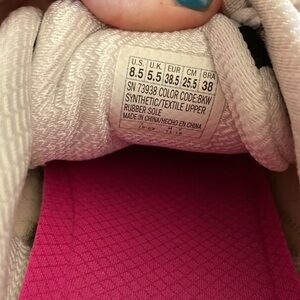 U.S. U.K. EUR CM BRA
8.5 5.5 38.5 25.5 38
SN 73938 COLOR CODE:BKW
SYNTHETIC/TEXTILE UPPER
RUBBER SOLE
MADE IN CHINA/HECHO EN CHINA